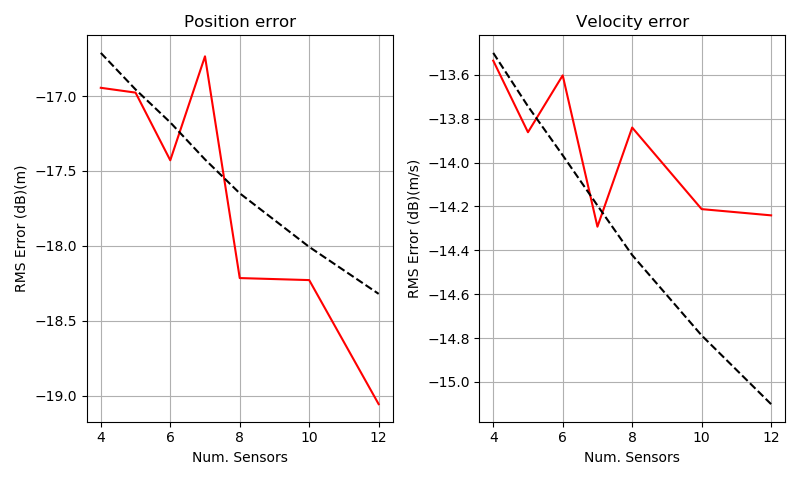 Position error
RMS Error (dB)(m)
−17.0
−17.5
−18.0
−18.5
−19.0
4 6 8 10 12
Num. Sensors
Velocity error
RMS Error (dB)(m/s)
−13.6
−13.8
−14.0
−14.2
−14.4
−14.6
−14.8
−15.0
4 6 8 10 12
Num. Sensors